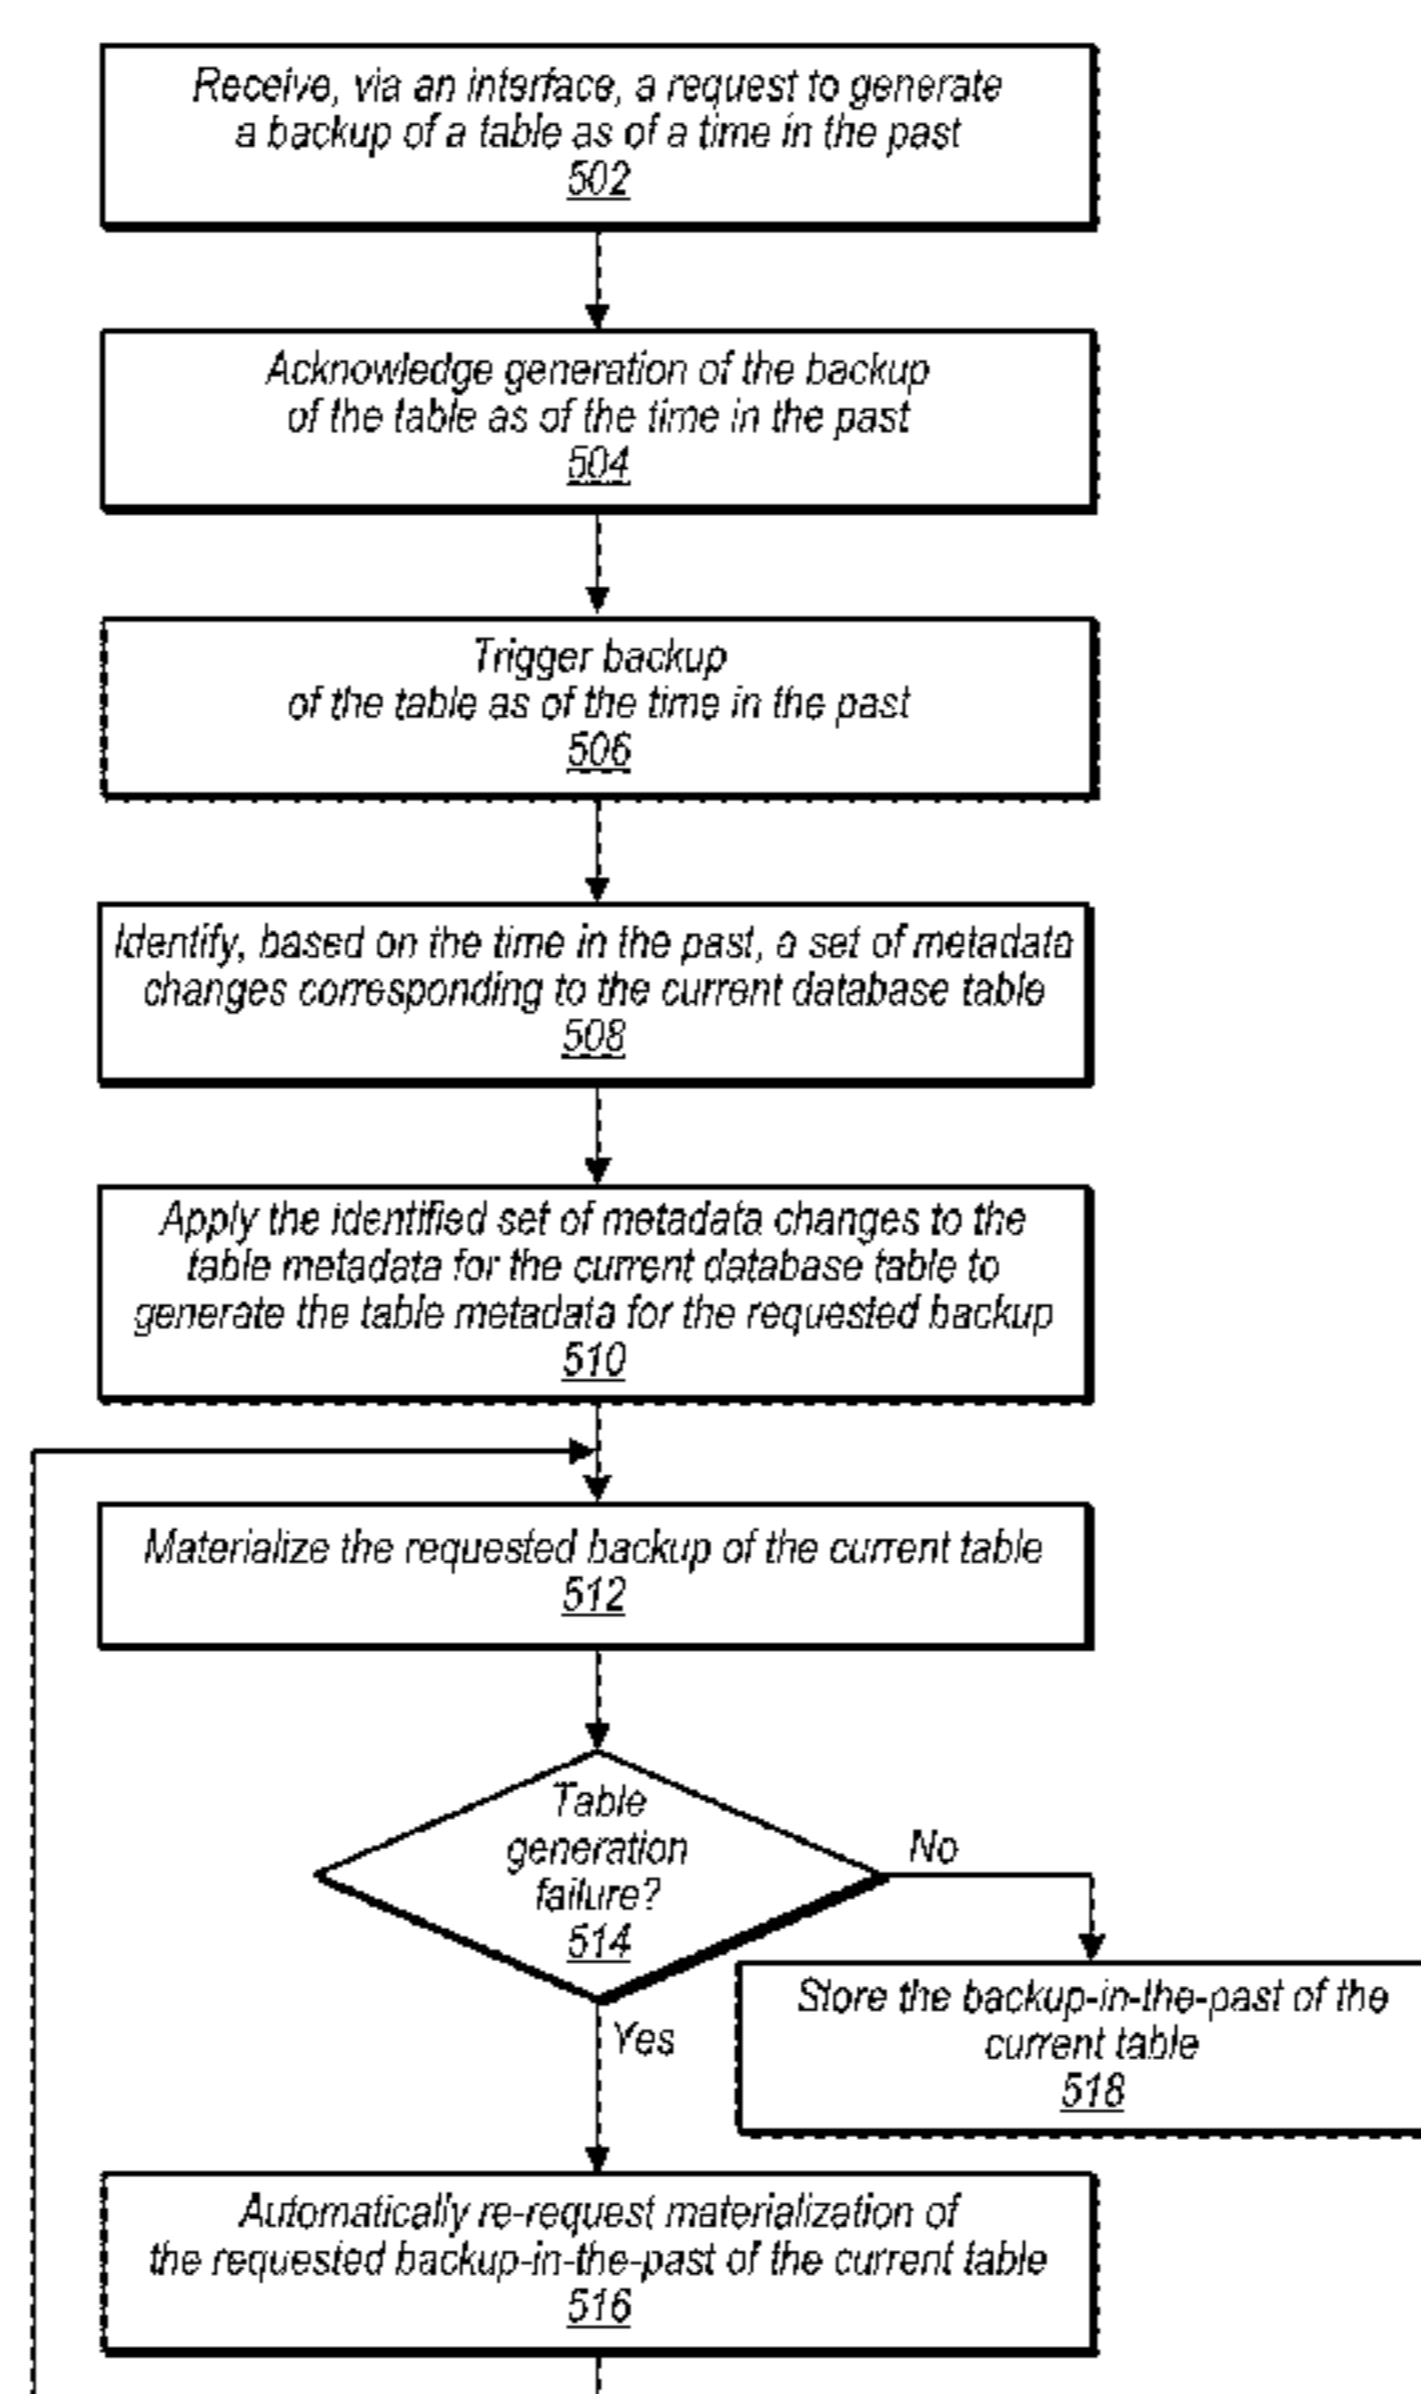 Receive, via an interface, a request to generate
a backup of a table as of a time in the past
502
Acknowledge generation of the backup
of the table as of the time in the past
504
Trigger backup
of the table as of the time in the past
506
Identify, based on the time in the past, a set of metadata
changes corresponding to the current database table
508
Apply the identified set of metadata changes to the
table metadata for the current database table to
generate the table metadata for the requested backup
510
Materialize the requested backup of the current table
512
Table
generation
failure?
514
No
Store the backup-in-the-past of the
current table
518
Yes
Automatically re-request materialization of
the requested backup-in-the-past of the current table
516